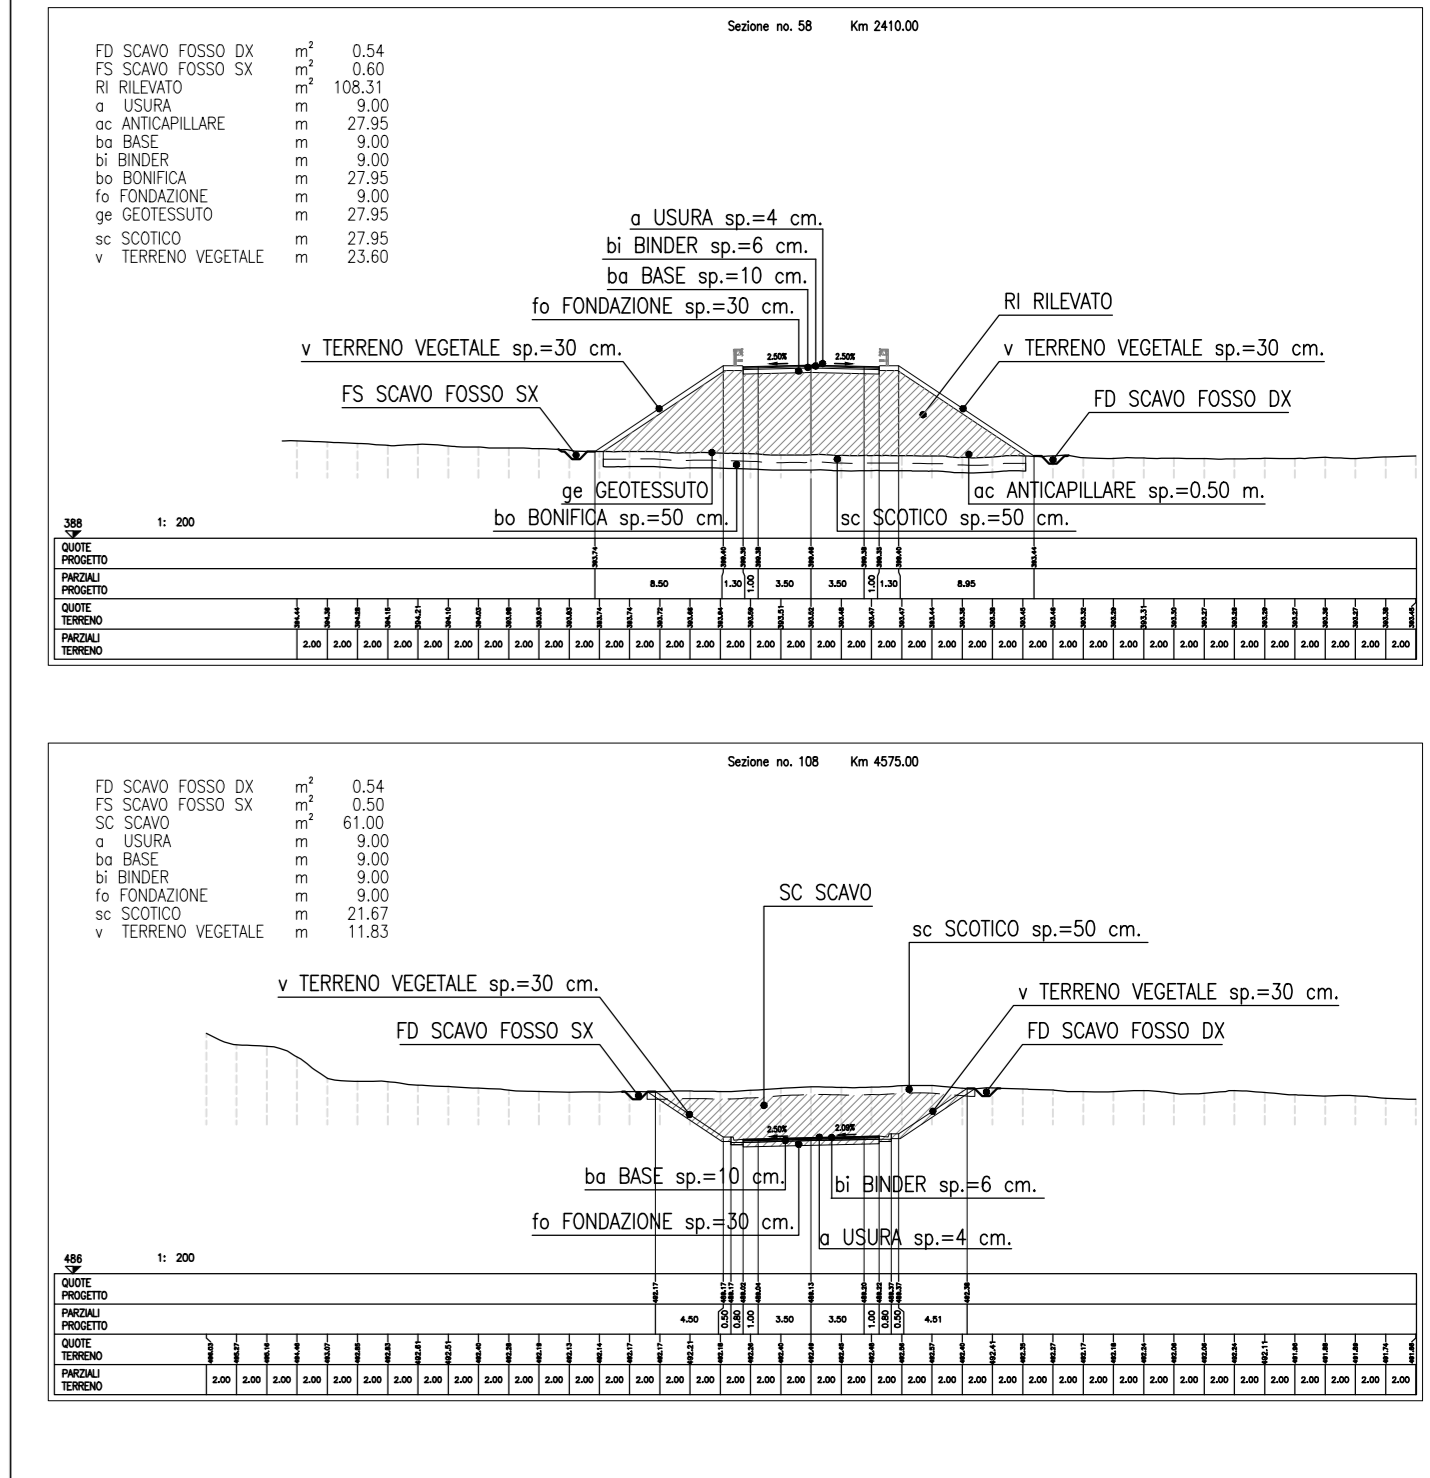 Sezione no. 58 Km 2410.00
FD SCAVO FOSSO DX m² 0.54
FS SCAVO FOSSO SX m² 0.60
RI RILEVATO m² 108.31
a USURA m 9.00
ac ANTICAPILLARE m 27.95
ba BASE m 9.00
bi BINDER m 9.00
bo BONIFICA m 27.95
fo FONDAZIONE m 9.00
ge GEOTESSUTO m 27.95
sc SCOTICO m 27.95
v TERRENO VEGETALE m 23.60
a USURA sp.=4 cm.
bi BINDER sp.=6 cm.
ba BASE sp.=10 cm.
fo FONDAZIONE sp.=30 cm.
RI RILEVATO
v TERRENO VEGETALE sp.=30 cm.
v TERRENO VEGETALE sp.=30 cm.
2.50% 2.50%
FS SCAVO FOSSO SX
FD SCAVO FOSSO DX
ge GEOTESSUTO
ac ANTICAPILLARE sp.=0.50 m.
bo BONIFICA sp.=50 cm.
sc SCOTICO sp.=50 cm.
388 1: 200
QUOTE
PROGETTO
PARZIALI
PROGETTO
8.50 1.30 1.00 3.50 3.50 1.00 1.30 8.95
QUOTE
TERRENO
PARZIALI
TERRENO
2.00 2.00 2.00 2.00 2.00 2.00 2.00 2.00 2.00 2.00 2.00 2.00 2.00 2.00 2.00 2.00 2.00 2.00 2.00 2.00 2.00 2.00 2.00 2.00 2.00 2.00 2.00 2.00 2.00 2.00 2.00 2.00 2.00 2.00 2.00 2.00 2.00
Sezione no. 108 Km 4575.00
FD SCAVO FOSSO DX m² 0.54
FS SCAVO FOSSO SX m² 0.50
SC SCAVO m² 61.00
a USURA m 9.00
ba BASE m 9.00
bi BINDER m 9.00
fo FONDAZIONE m 9.00
sc SCOTICO m 21.67
v TERRENO VEGETALE m 11.83
SC SCAVO
sc SCOTICO sp.=50 cm.
v TERRENO VEGETALE sp.=30 cm.
v TERRENO VEGETALE sp.=30 cm.
FD SCAVO FOSSO SX
FD SCAVO FOSSO DX
2.50% 2.09%
ba BASE sp.=10 cm.
bi BINDER sp.=6 cm.
fo FONDAZIONE sp.=30 cm.
a USURA sp.=4 cm.
486 1: 200
QUOTE
PROGETTO
PARZIALI
PROGETTO
4.50 0.50 0.80 1.00 3.50 3.50 1.00 0.80 0.50 4.51
QUOTE
TERRENO
PARZIALI
TERRENO
2.00 2.00 2.00 2.00 2.00 2.00 2.00 2.00 2.00 2.00 2.00 2.00 2.00 2.00 2.00 2.00 2.00 2.00 2.00 2.00 2.00 2.00 2.00 2.00 2.00 2.00 2.00 2.00 2.00 2.00 2.00 2.00 2.00 2.00 2.00 2.00 2.00 2.00 2.00 2.00